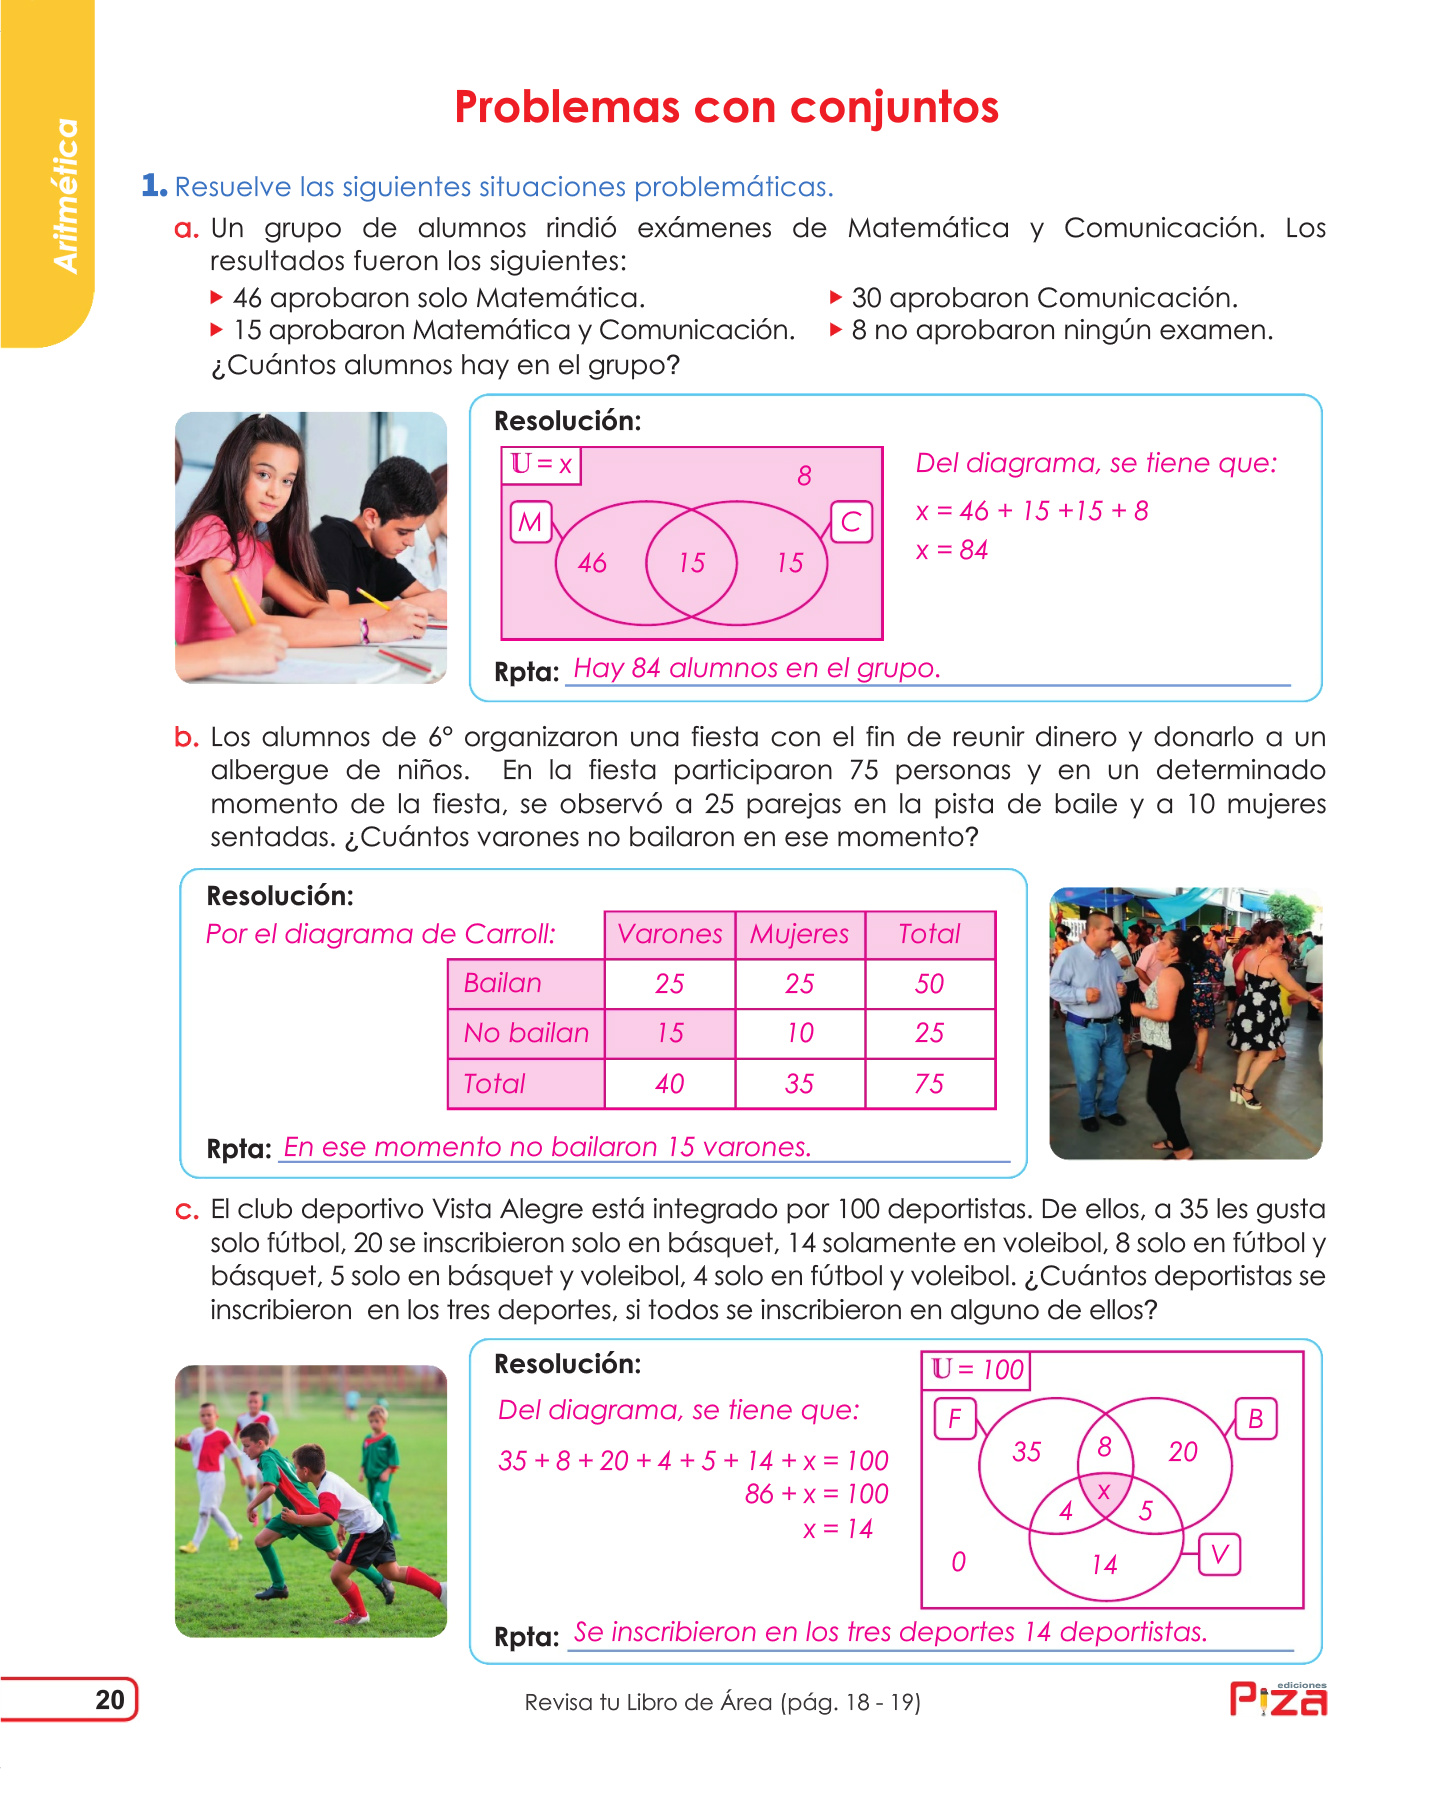 Aritmética
Problemas con conjuntos
1. Resuelve las siguientes situaciones problemáticas.
a. Un grupo de alumnos rindió exámenes de Matemática y Comunicación. Los
resultados fueron los siguientes:
46 aprobaron solo Matemática.
30 aprobaron Comunicación.
15 aprobaron Matemática y Comunicación.
8 no aprobaron ningún examen.
¿Cuántos alumnos hay en el grupo?
Resolución:
𝕌 = x
8
M
C
46 15 15
Del diagrama, se tiene que:
x = 46 + 15 +15 + 8
x = 84
Rpta: Hay 84 alumnos en el grupo.
b. Los alumnos de 6° organizaron una fiesta con el fin de reunir dinero y donarlo a un
albergue de niños. En la fiesta participaron 75 personas y en un determinado
momento de la fiesta, se observó a 25 parejas en la pista de baile y a 10 mujeres
sentadas. ¿Cuántos varones no bailaron en ese momento?
Resolución:
Por el diagrama de Carroll:
Varones Mujeres Total
Bailan 25 25 50
No bailan 15 10 25
Total 40 35 75
Rpta: En ese momento no bailaron 15 varones.
c. El club deportivo Vista Alegre está integrado por 100 deportistas. De ellos, a 35 les gusta
solo fútbol, 20 se inscribieron solo en básquet, 14 solamente en voleibol, 8 solo en fútbol y
básquet, 5 solo en básquet y voleibol, 4 solo en fútbol y voleibol. ¿Cuántos deportistas se
inscribieron en los tres deportes, si todos se inscribieron en alguno de ellos?
Resolución:
Del diagrama, se tiene que:
35 + 8 + 20 + 4 + 5 + 14 + x = 100
86 + x = 100
x = 14
𝕌 = 100
F
B
35 8 20
x
4 5
0
14
V
Rpta: Se inscribieron en los tres deportes 14 deportistas.
20
Revisa tu Libro de Área (pág. 18 - 19)
ediciones
Piza